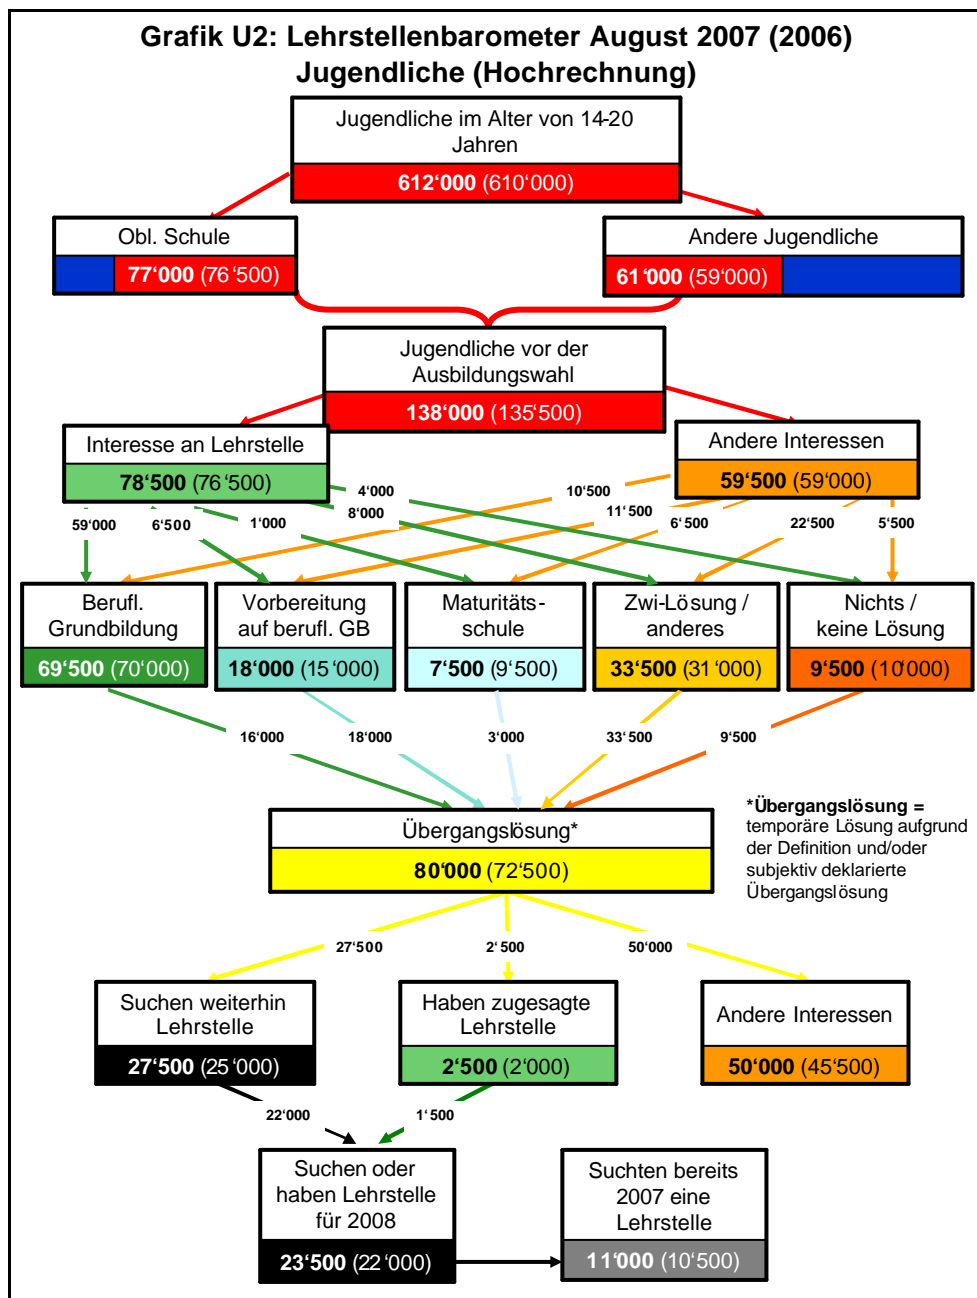 Grafik U2: Lehrstellenbarometer August 2007 (2006)
Jugendliche (Hochrechnung)
Jugendliche im Alter von 14-20
Jahren
612‘000 (610‘000)
Obl. Schule
77‘000 (76‘500)
Andere Jugendliche
61‘000 (59‘000)
Jugendliche vor der
Ausbildungswahl
138‘000 (135‘500)
Interesse an Lehrstelle
78‘500 (76‘500)
Andere Interessen
59‘500 (59‘000)
59‘000
6‘500
1‘000
8‘000
4‘000
10‘500
11‘500
6‘500
22‘500
5‘500
Berufl.
Grundbildung
69‘500 (70‘000)
Vorbereitung
auf berufl. GB
18‘000 (15‘000)
Maturitäts-
schule
7‘500 (9‘500)
Zwi-Lösung /
anderes
33‘500 (31‘000)
Nichts /
keine Lösung
9‘500 (10‘000)
16‘000
18‘000
3‘000
33‘500
9‘500
Übergangslösung*
80‘000 (72‘500)
*Übergangslösung =
temporäre Lösung aufgrund
der Definition und/oder
subjektiv deklarierte
Übergangslösung
27‘500
2‘500
50‘000
Suchen weiterhin
Lehrstelle
27‘500 (25‘000)
Haben zugesagte
Lehrstelle
2‘500 (2‘000)
Andere Interessen
50‘000 (45‘500)
22‘000
1‘500
Suchen oder
haben Lehrstelle
für 2008
23‘500 (22‘000)
Suchten bereits
2007 eine
Lehrstelle
11‘000 (10‘500)